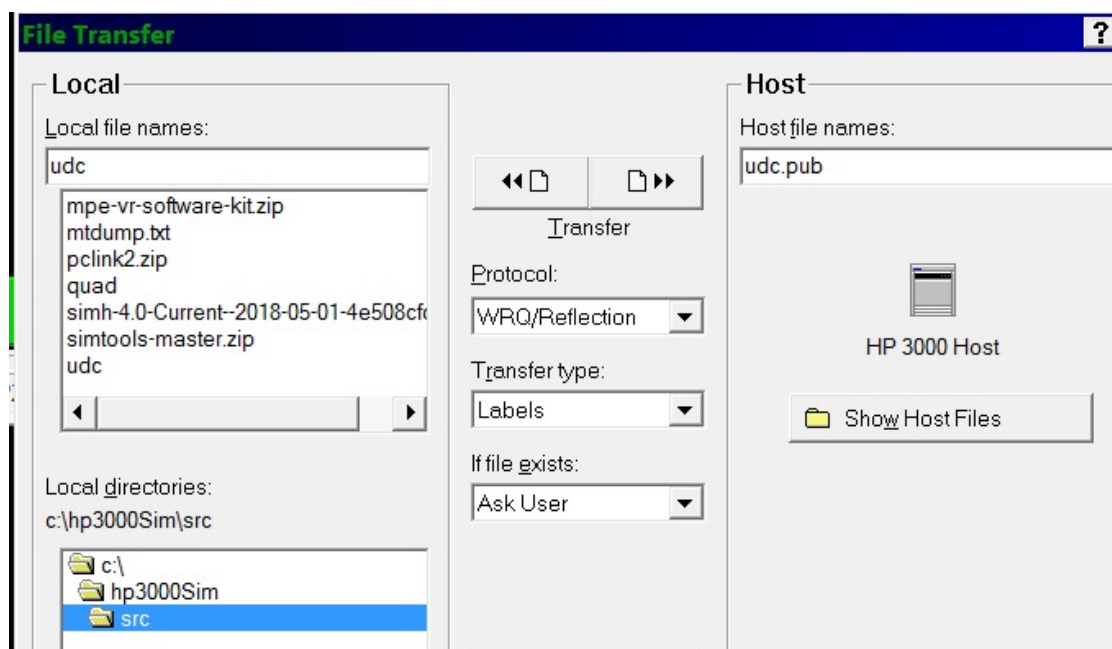 File Transfer
?
Local
Local file names:
udc
mpe-vr-software-kit.zip
mtdump.txt
pclink2.zip
quad
simh-4.0-Current--2018-05-01-4e508cf
simtools-master.zip
udc
Local directories:
c:\hp3000Sim\src
c:\
hp3000Sim
src
Transfer
Protocol:
WRQ/Reflection
Transfer type:
Labels
If file exists:
Ask User
Host
Host file names:
udc.pub
HP 3000 Host
Show Host Files